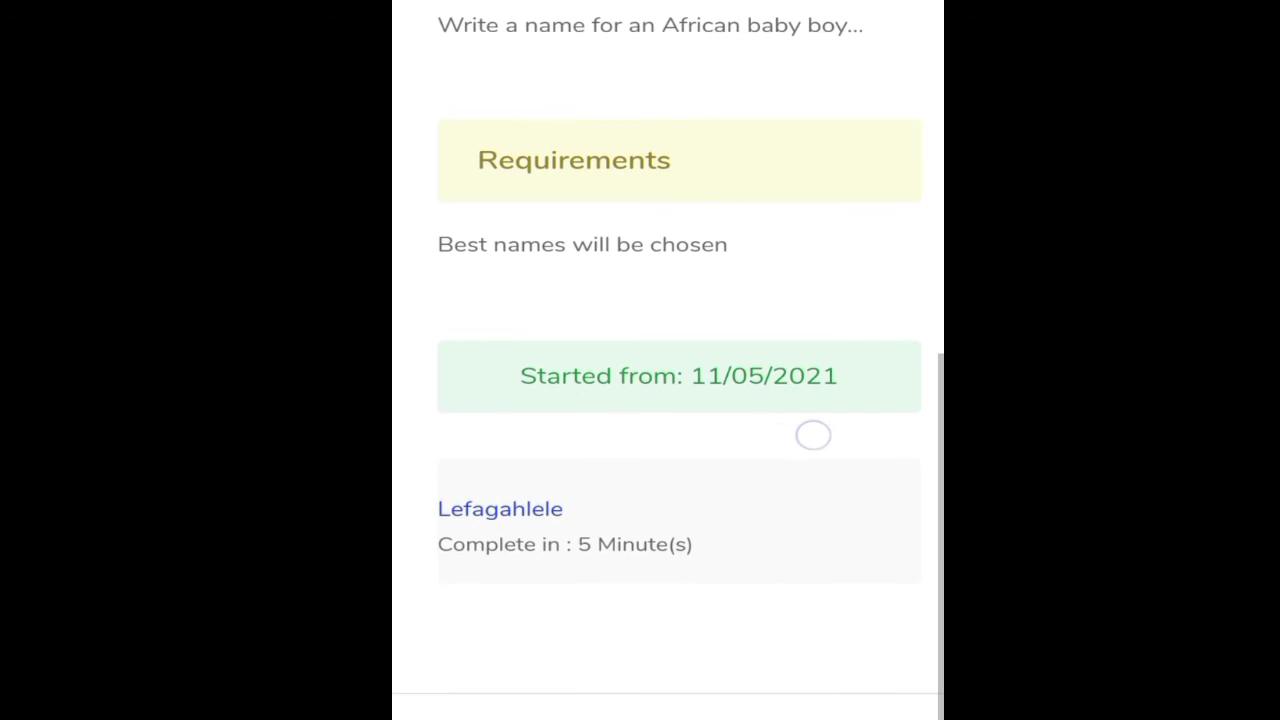 Write a name for an African baby boy...
Requirements
Best names will be chosen
Started from: 11/05/2021
Lefagahlele
Complete in : 5 Minute(s)